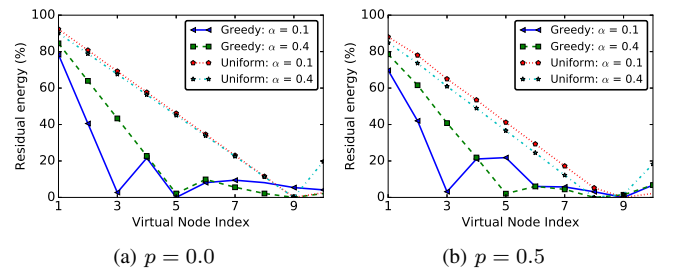 100
80
60
40
20
0
Residual energy (%)
Greedy: α = 0.1
Greedy: α = 0.4
Uniform: α = 0.1
Uniform: α = 0.4
1 3 5 7 9
Virtual Node Index
(a) p = 0.0
100
80
60
40
20
0
Residual energy (%)
Greedy: α = 0.1
Greedy: α = 0.4
Uniform: α = 0.1
Uniform: α = 0.4
1 3 5 7 9
Virtual Node Index
(b) p = 0.5